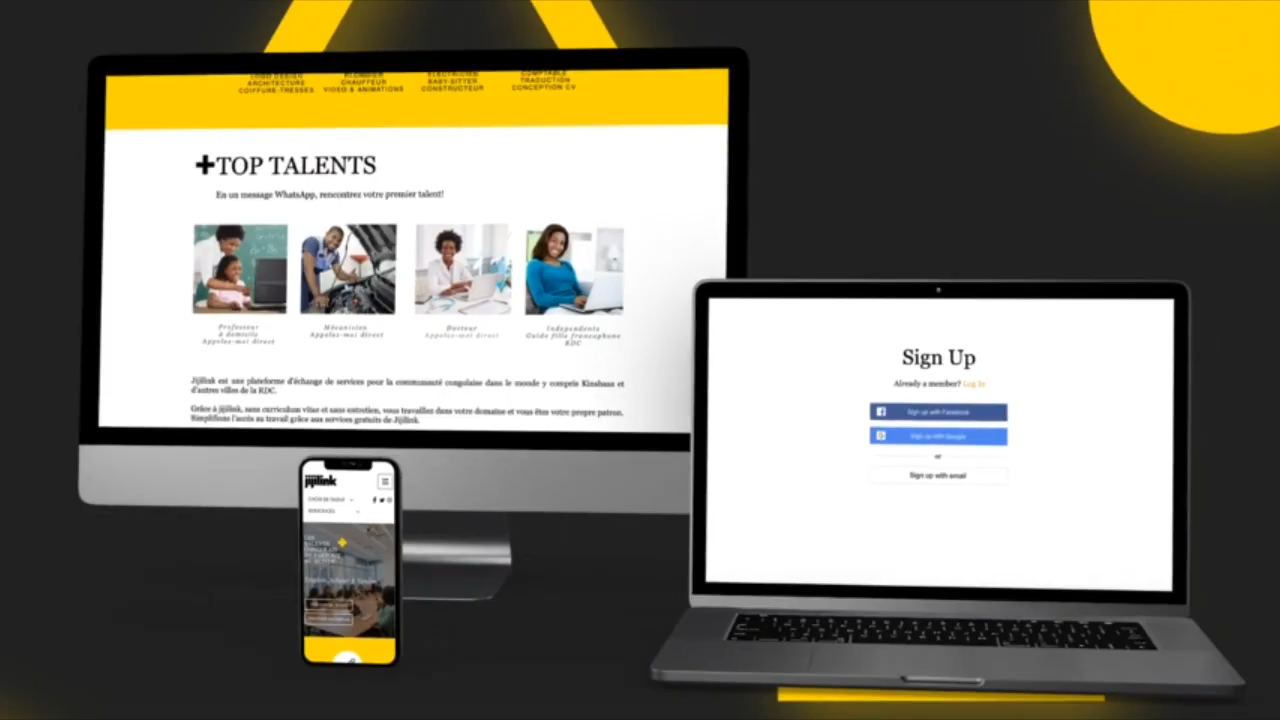 LOGO DESIGN
ARCHITECTURE
COIFFURE-TRESSES
PLOMBIER
CHAUFFEUR
VIDEO & ANIMATIONS
ELECTRICIEN
BABY-SITTER
CONSTRUCTEUR
COMPTABLE
TRADUCTION
CONCEPTION CV
+TOP TALENTS
En un message WhatsApp, rencontrez votre premier talent!
Professeur
à domicile
Appelez-moi direct
Mécanicien
Appelez-moi direct
Docteur
Appelez-moi direct
Independente
Guide fille francophone
RDC
Jijilink est une plateforme d'échange de services pour la communauté congolaise dans le monde y compris Kinshasa et
d'autres villes de la RDC.
Grâce à jijilink, sans curriculum vitae et sans entretien, vous travaillez dans votre domaine et vous êtes votre propre patron.
Simplifions l'accès au travail grâce aux services gratuits de Jijilink.
Sign Up
Already a member? Log In
Sign up with Facebook
Sign up with Google
or
Sign up with email
jijilink